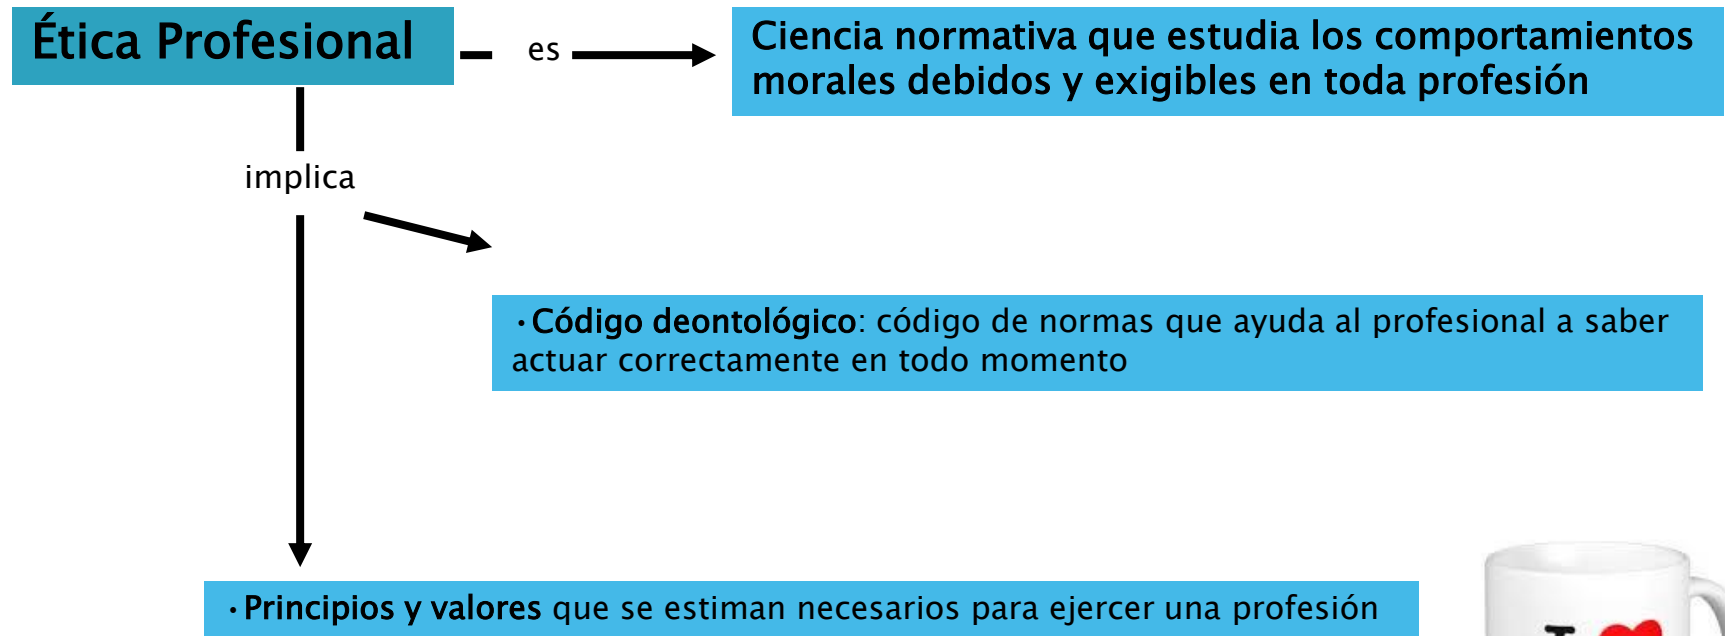 Ética Profesional
es
Ciencia normativa que estudia los comportamientos
morales debidos y exigibles en toda profesión
implica
·Código deontológico: código de normas que ayuda al profesional a saber
actuar correctamente en todo momento
·Principios y valores que se estiman necesarios para ejercer una profesión
I